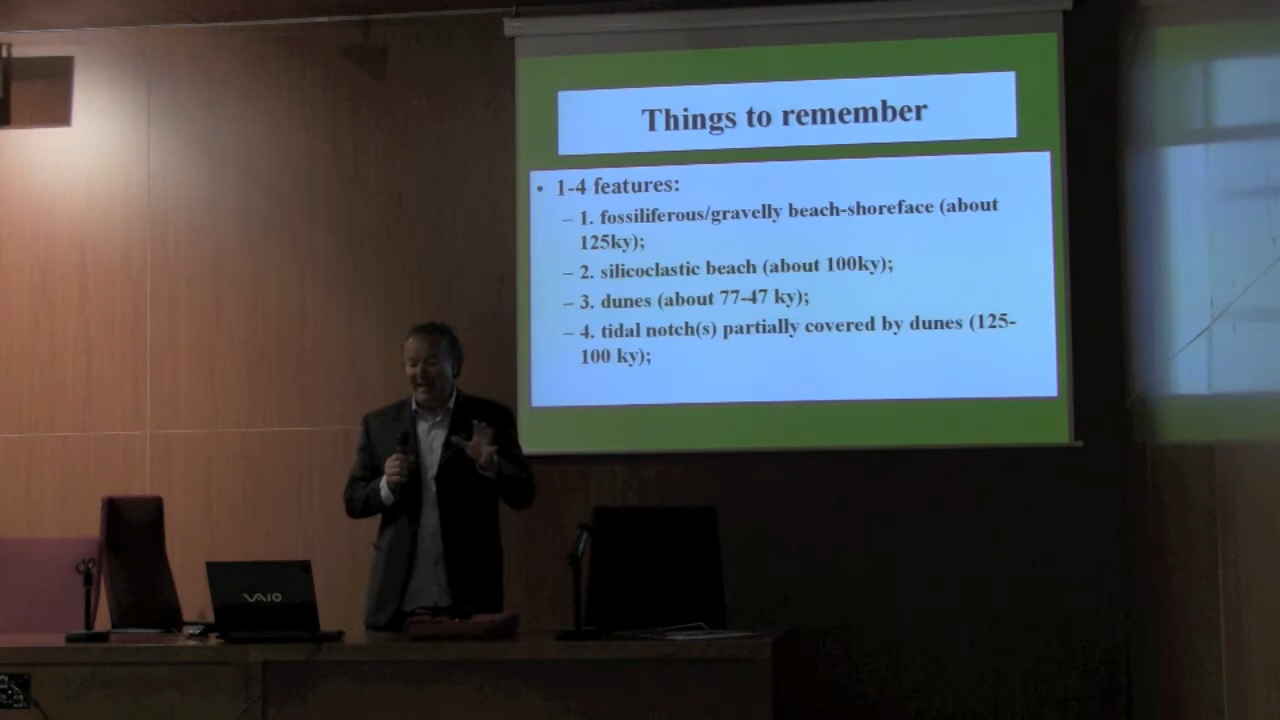 Things to remember
• 1-4 features:
– 1. fossiliferous/gravelly beach-shoreface (about
125ky);
– 2. silicoclastic beach (about 100ky);
– 3. dunes (about 77-47 ky);
– 4. tidal notch(s) partially covered by dunes (125-
100 ky);
VAIO